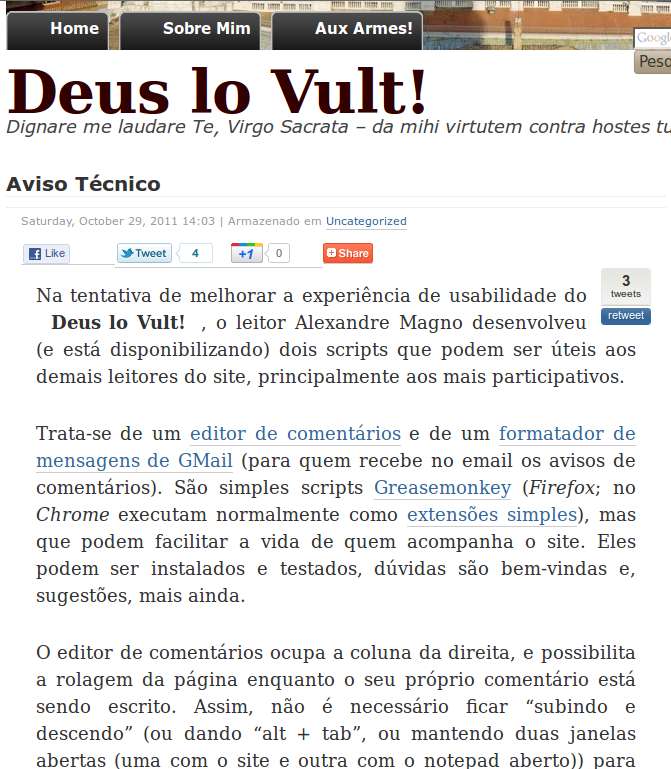 Home Sobre Mim Aux Armes!
Google
Deus lo Vult!
Dignare me laudare Te, Virgo Sacrata – da mihi virtutem contra hostes
Aviso Técnico
Saturday, October 29, 2011 14:03 | Armazenado em Uncategorized
Like Tweet 4 +1 0 Share
3
tweets
retweet
Na tentativa de melhorar a experiência de usabilidade do
Deus lo Vult! , o leitor Alexandre Magno desenvolveu
(e está disponibilizando) dois scripts que podem ser úteis aos
demais leitores do site, principalmente aos mais participativos.
Trata-se de um editor de comentários e de um formatador de
mensagens de GMail (para quem recebe no email os avisos de
comentários). São simples scripts Greasemonkey (Firefox; no
Chrome executam normalmente como extensões simples), mas
que podem facilitar a vida de quem acompanha o site. Eles
podem ser instalados e testados, dúvidas são bem-vindas e,
sugestões, mais ainda.
O editor de comentários ocupa a coluna da direita, e possibilita
a rolagem da página enquanto o seu próprio comentário está
sendo escrito. Assim, não é necessário ficar “subindo e
descendo” (ou dando “alt + tab”, ou mantendo duas janelas
abertas (uma com o site e outra com o notepad aberto)) para